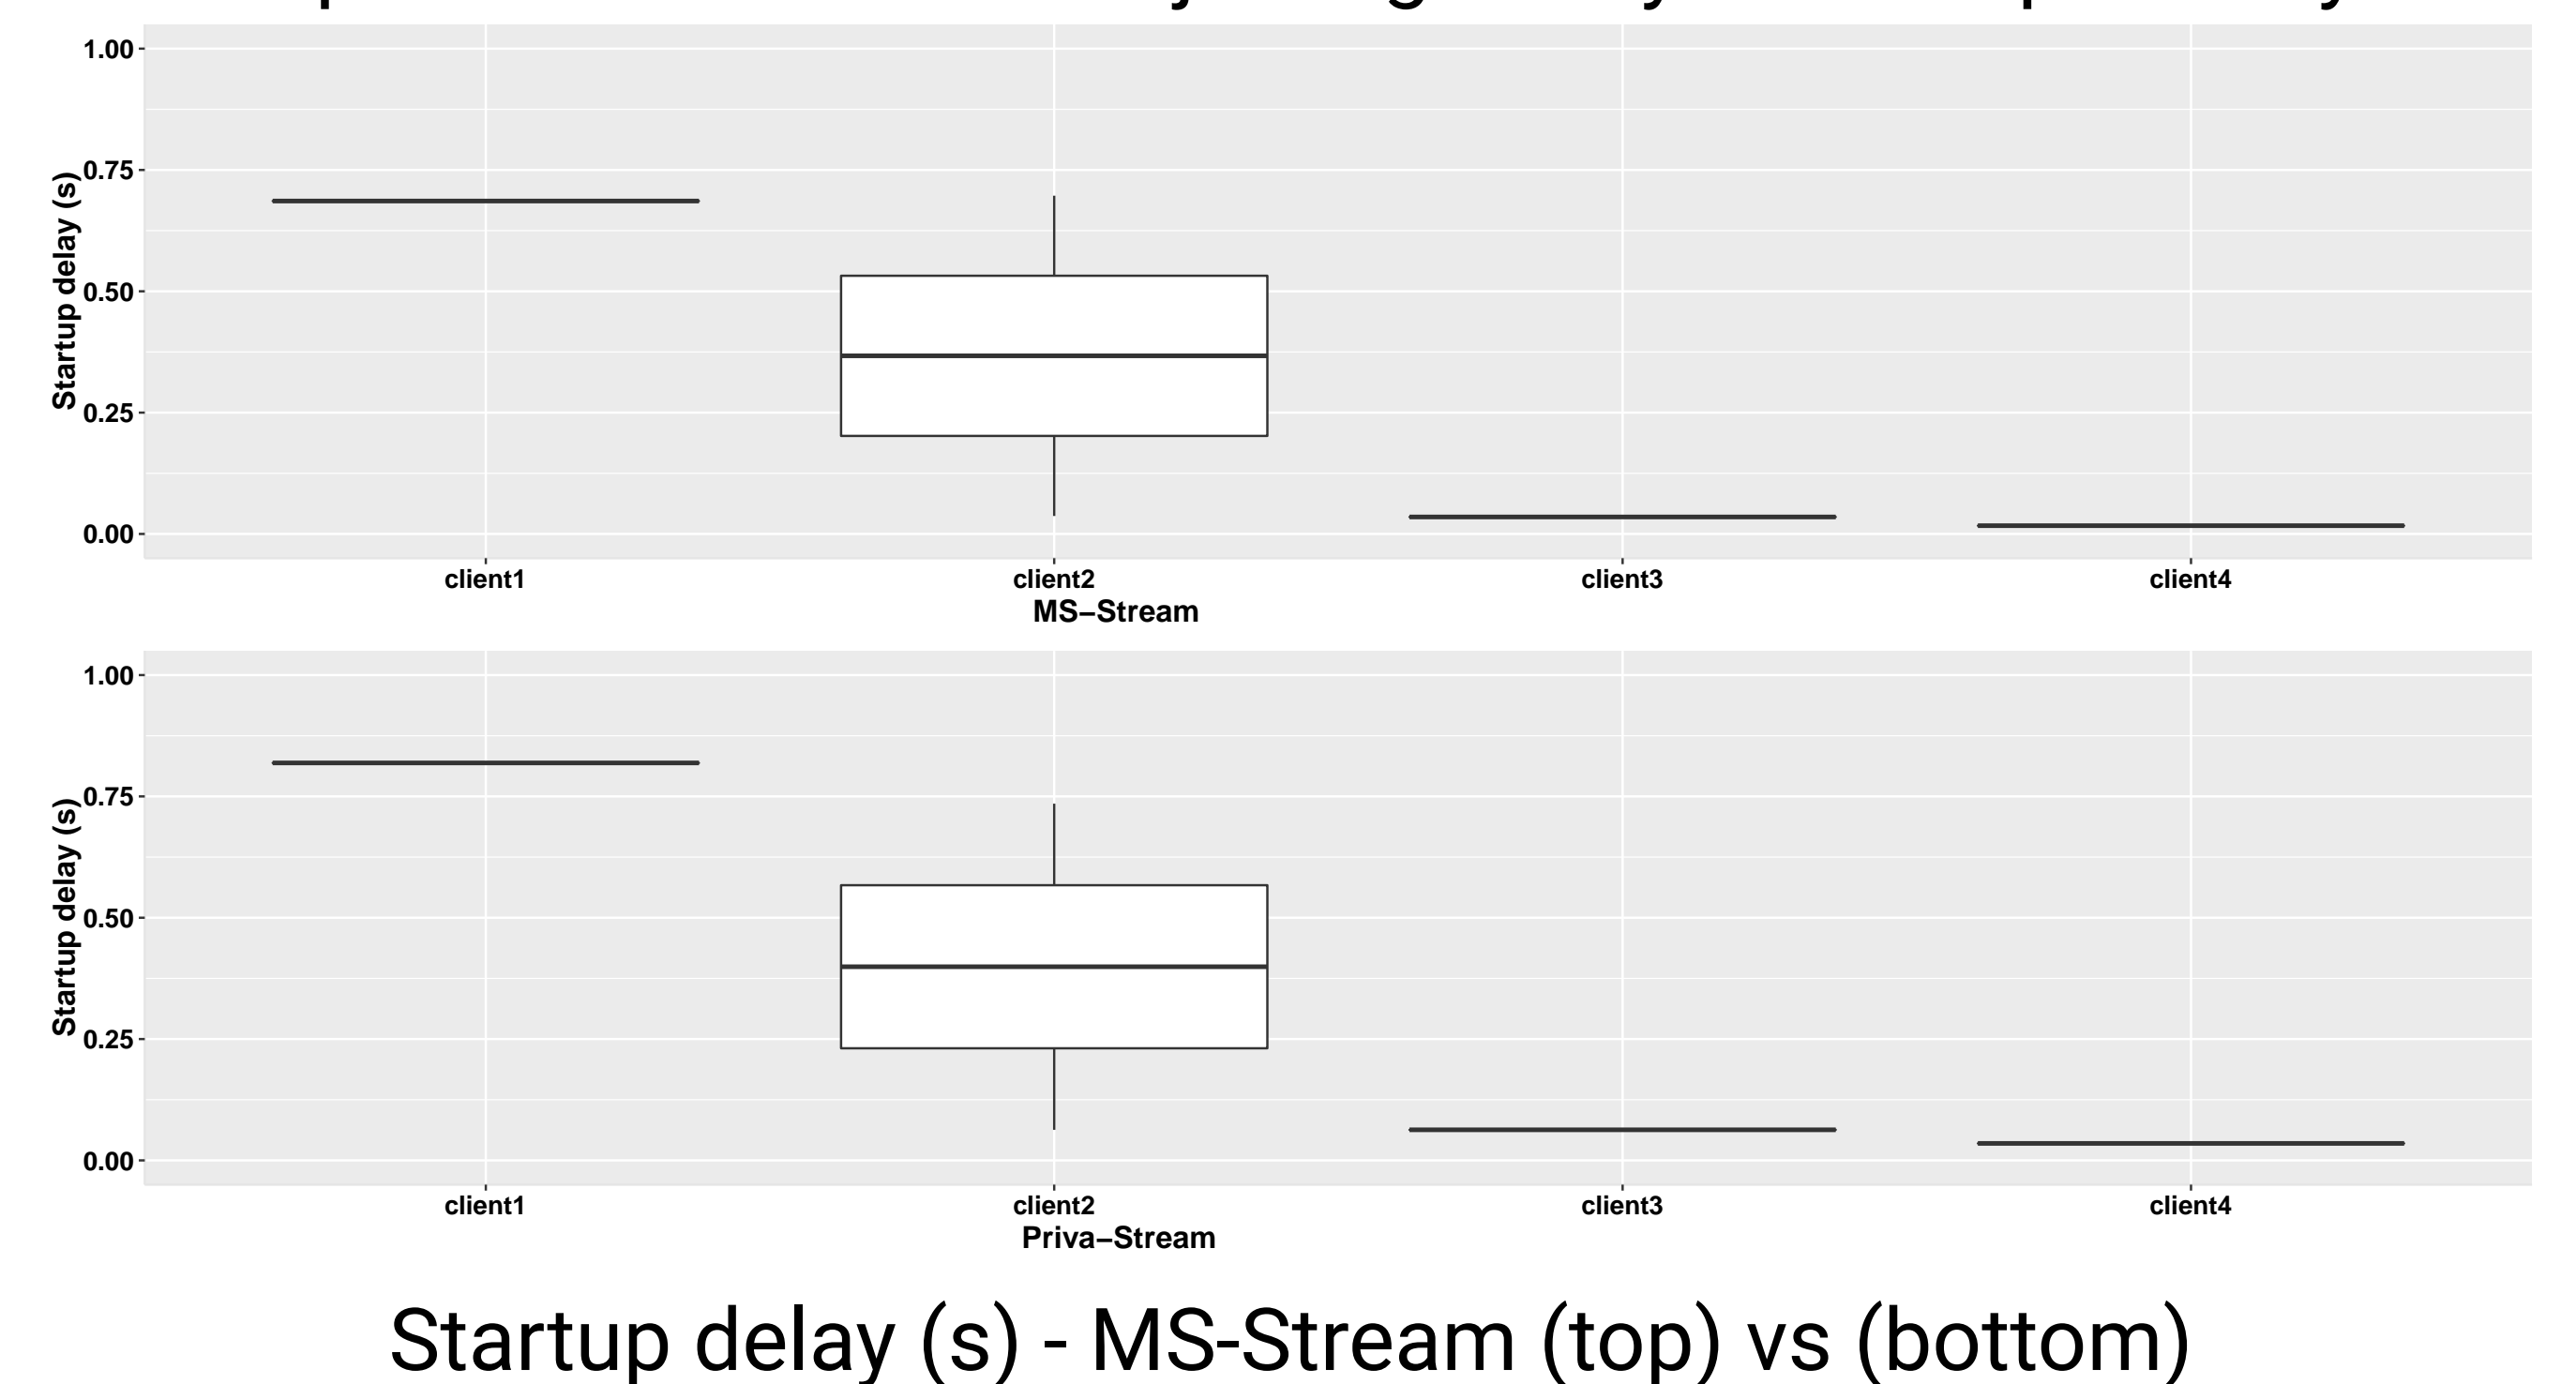 1.00
0.75
0.50
0.25
0.00
Startup delay (s)
client1 client2 client3 client4
MS−Stream
1.00
0.75
0.50
0.25
0.00
Startup delay (s)
client1 client2 client3 client4
Priva−Stream
Startup delay (s) - MS-Stream (top) vs (bottom)